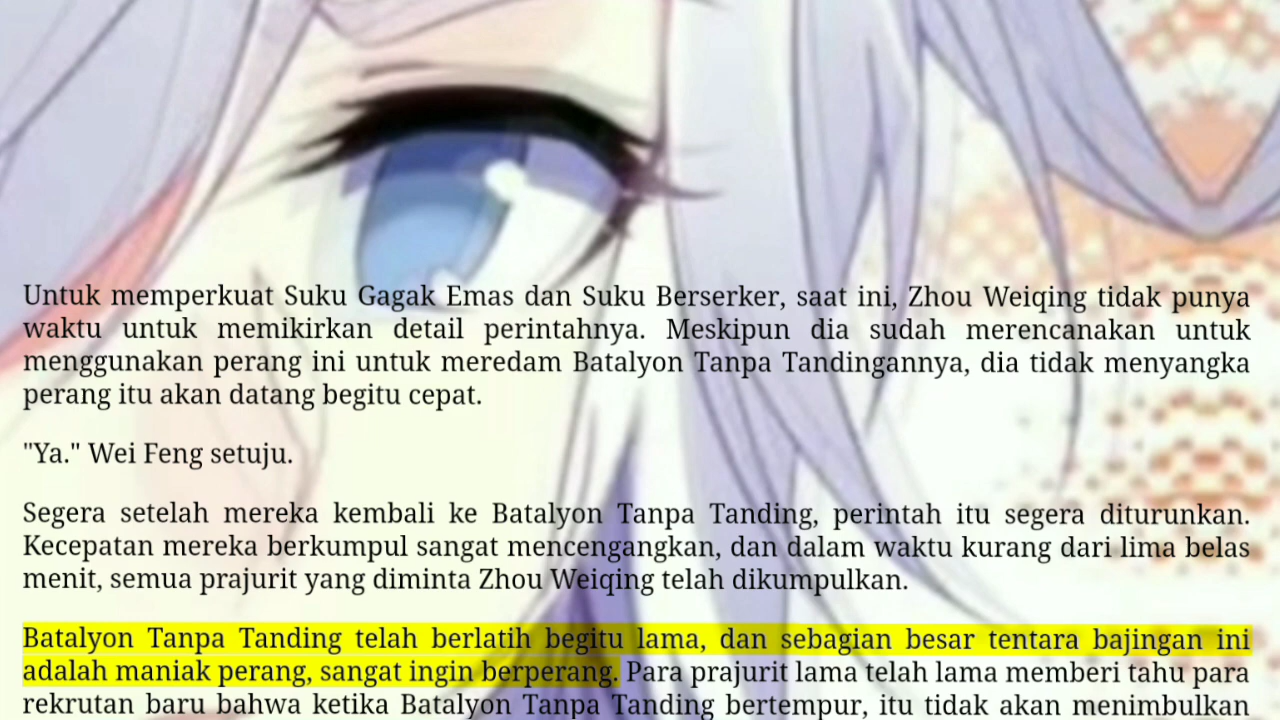 Untuk memperkuat Suku Gagak Emas dan Suku Berserker, saat ini, Zhou Weiqing tidak punya
waktu untuk memikirkan detail perintahnya. Meskipun dia sudah merencanakan untuk
menggunakan perang ini untuk meredam Batalyon Tanpa Tandingannya, dia tidak menyangka
perang itu akan datang begitu cepat.
"Ya." Wei Feng setuju.
Segera setelah mereka kembali ke Batalyon Tanpa Tanding, perintah itu segera diturunkan.
Kecepatan mereka berkumpul sangat mencengangkan, dan dalam waktu kurang dari lima belas
menit, semua prajurit yang diminta Zhou Weiqing telah dikumpulkan.
Batalyon Tanpa Tanding telah berlatih begitu lama, dan sebagian besar tentara bajingan ini
adalah maniak perang, sangat ingin berperang. Para prajurit lama telah lama memberi tahu para
rekrutan baru bahwa ketika Batalyon Tanpa Tanding bertempur, itu tidak akan menimbulkan